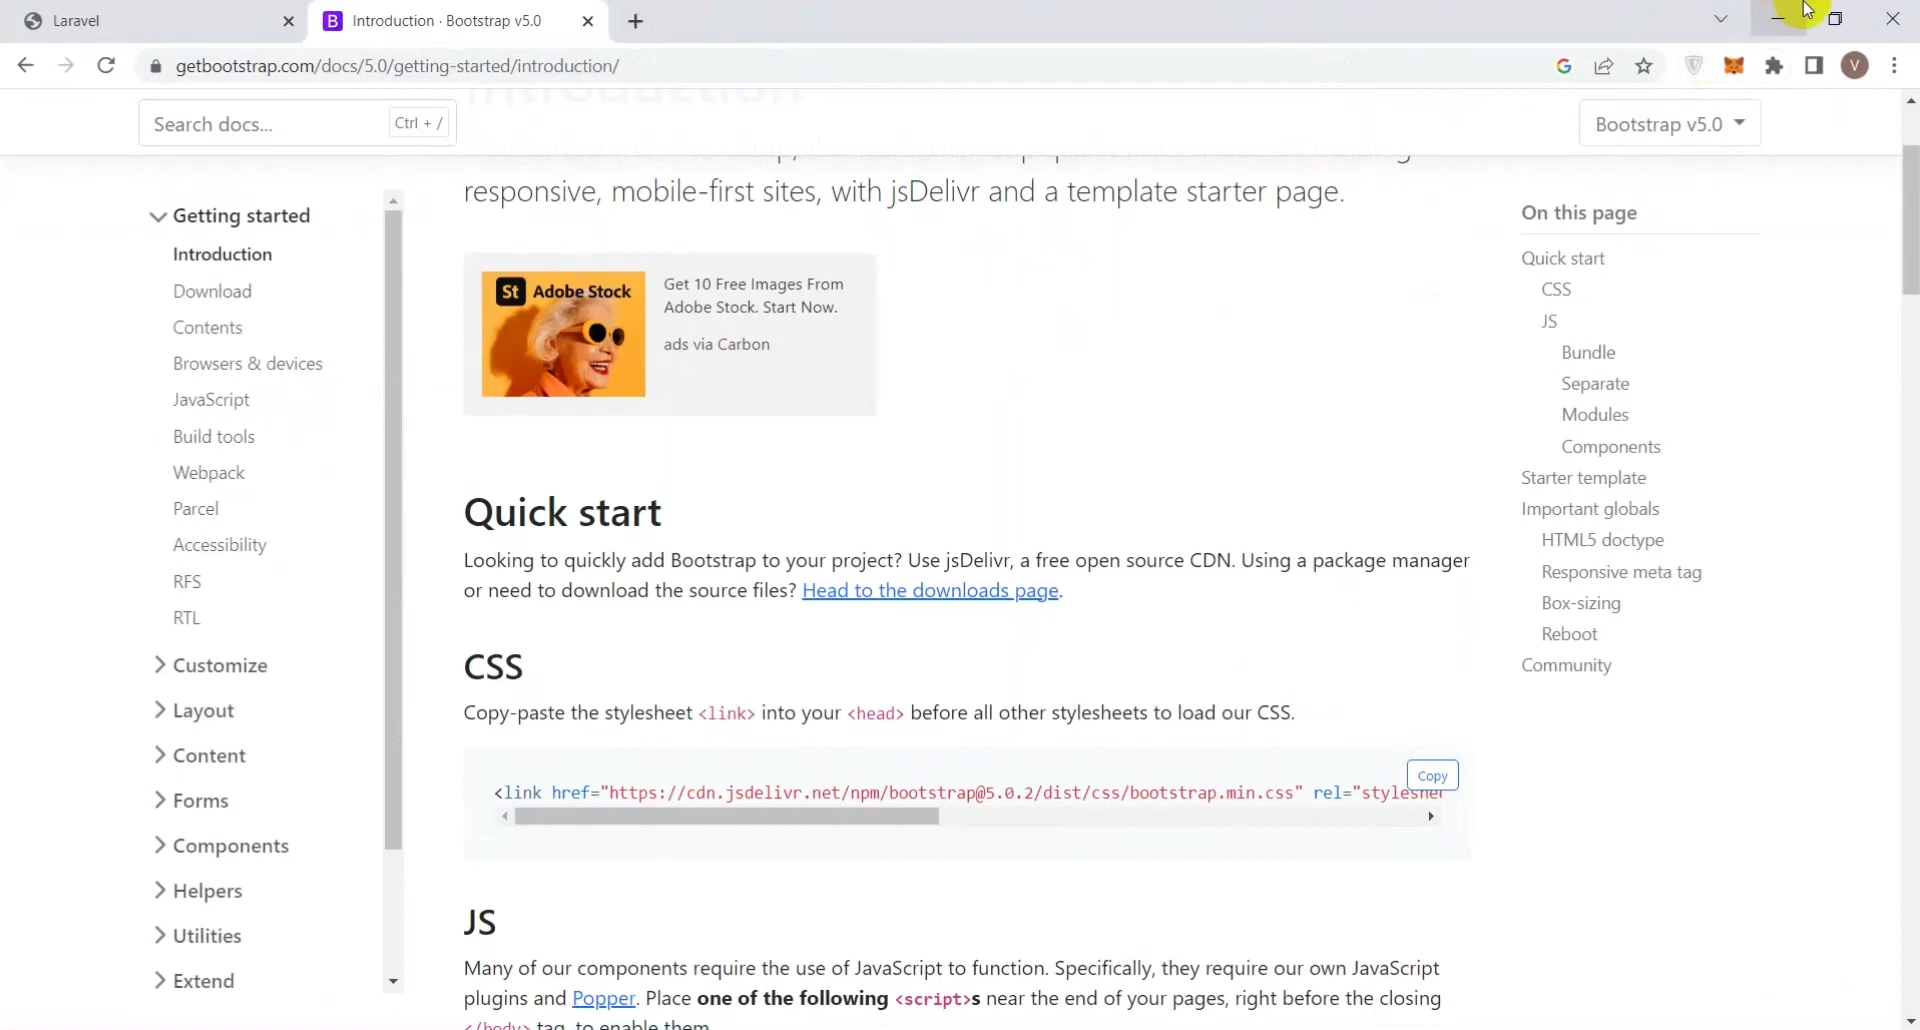 Laravel
Introduction · Bootstrap v5.0
getbootstrap.com/docs/5.0/getting-started/introduction/
V
Search docs...
Ctrl + /
Bootstrap v5.0
Introduction
responsive, mobile-first sites, with jsDelivr and a template starter page.
Getting started
Introduction
Download
Contents
Browsers & devices
JavaScript
Build tools
Webpack
Parcel
Accessibility
RFS
RTL
Customize
Layout
Content
Forms
Components
Helpers
Utilities
Extend
St Adobe Stock
Get 10 Free Images From
Adobe Stock. Start Now.
ads via Carbon
Quick start
Looking to quickly add Bootstrap to your project? Use jsDelivr, a free open source CDN. Using a package manager
or need to download the source files? Head to the downloads page.
CSS
Copy-paste the stylesheet <link> into your <head> before all other stylesheets to load our CSS.
Copy
<link href="https://cdn.jsdelivr.net/npm/bootstrap@5.0.2/dist/css/bootstrap.min.css" rel="styleshe
JS
Many of our components require the use of JavaScript to function. Specifically, they require our own JavaScript
plugins and Popper. Place one of the following <script>s near the end of your pages, right before the closing
</body> tag, to enable them.
On this page
Quick start
CSS
JS
Bundle
Separate
Modules
Components
Starter template
Important globals
HTML5 doctype
Responsive meta tag
Box-sizing
Reboot
Community